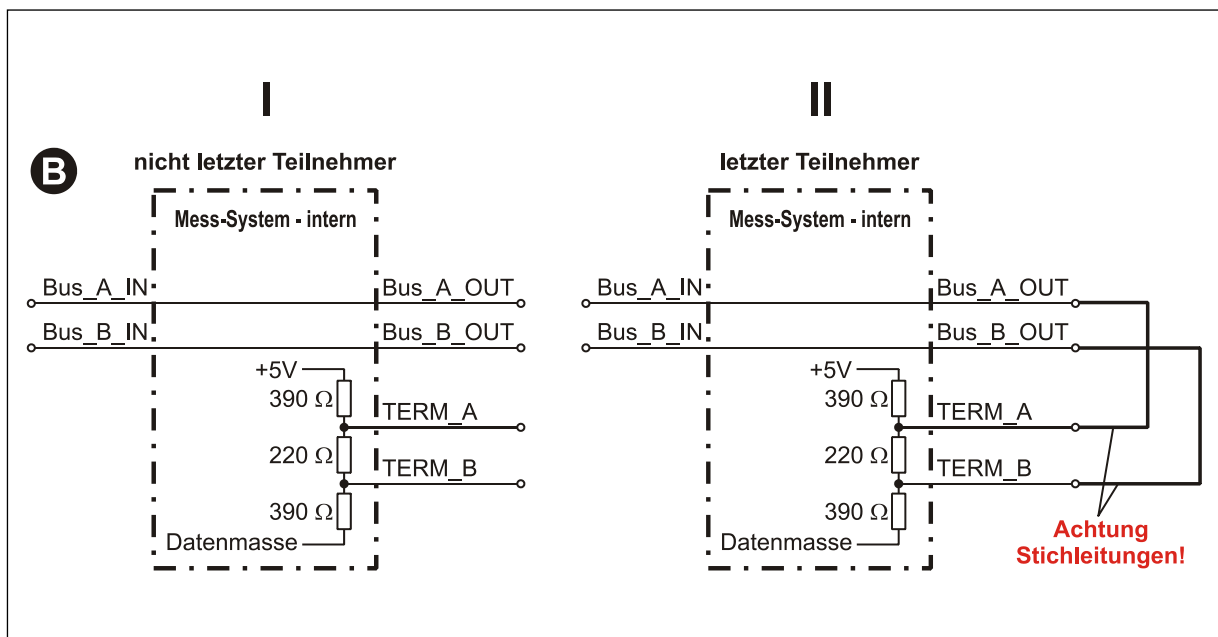 I
B
nicht letzter Teilnehmer
Mess-System - intern
Bus_A_IN
Bus_A_OUT
Bus_B_IN
Bus_B_OUT
+5V
390 Ω
TERM_A
220 Ω
TERM_B
390 Ω
Datenmasse
II
letzter Teilnehmer
Mess-System - intern
Bus_A_IN
Bus_A_OUT
Bus_B_IN
Bus_B_OUT
+5V
390 Ω
TERM_A
220 Ω
TERM_B
390 Ω
Datenmasse
Achtung
Stichleitungen!